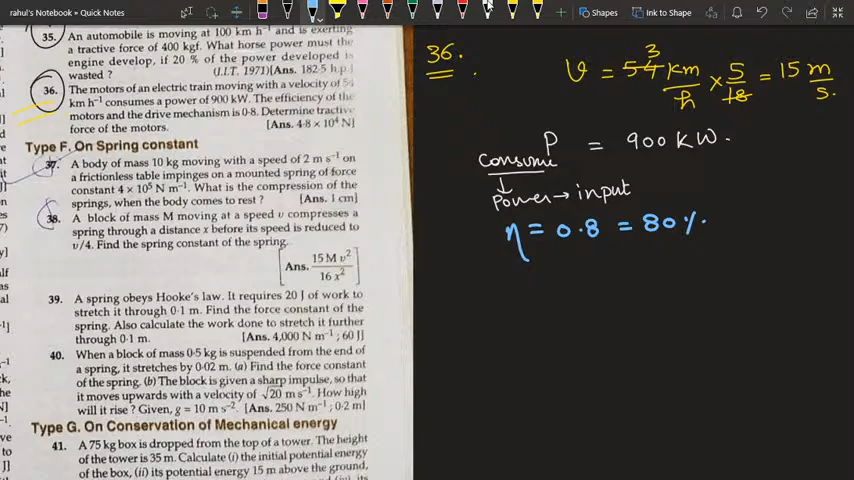 rahul's Notebook » Quick Notes
Shapes
Ink to Shape
35. An automobile is moving at 100 km h⁻¹ and is exerting
a tractive force of 400 kgf. What horse power must the
engine develop, if 20 % of the power developed is
wasted ? (I.I.T. 1971) [Ans. 182·5 h.p.]
36. The motors of an electric train moving with a velocity of 54
km h⁻¹ consumes a power of 900 kW. The efficiency of the
motors and the drive mechanism is 0·8. Determine tractive
force of the motors. [Ans. 4·8 × 10⁴ N]
Type F. On Spring constant
37. A body of mass 10 kg moving with a speed of 2 m s⁻¹ on
a frictionless table impinges on a mounted spring of force
constant 4 × 10⁵ N m⁻¹. What is the compression of the
springs, when the body comes to rest ? [Ans. 1 cm]
38. A block of mass M moving at a speed υ compresses a
spring through a distance x before its speed is reduced to
υ/4. Find the spring constant of the spring.
[Ans. 15 M υ² / 16 x²]
39. A spring obeys Hooke's law. It requires 20 J of work to
stretch it through 0·1 m. Find the force constant of the
spring. Also calculate the work done to stretch it further
through 0·1 m. [Ans. 4,000 N m⁻¹ ; 60 J]
40. When a block of mass 0·5 kg is suspended from the end of
a spring, it stretches by 0·02 m. (a) Find the force constant
of the spring. (b) The block is given a sharp impulse, so that
it moves upwards with a velocity of √20 m s⁻¹. How high
will it rise ? Given, g = 10 m s⁻². [Ans. 250 N m⁻¹ ; 0·2 m]
Type G. On Conservation of Mechanical energy
41. A 75 kg box is dropped from the top of a tower. The height
of the tower is 35 m. Calculate (i) the initial potential energy
of the box, (ii) its potential energy 15 m above the ground,
36.
3
υ = 54 km/h × 5/18 = 15 m/s.
P = 900 KW.
Consume
↓
Power → input
η = 0.8 = 80 %.